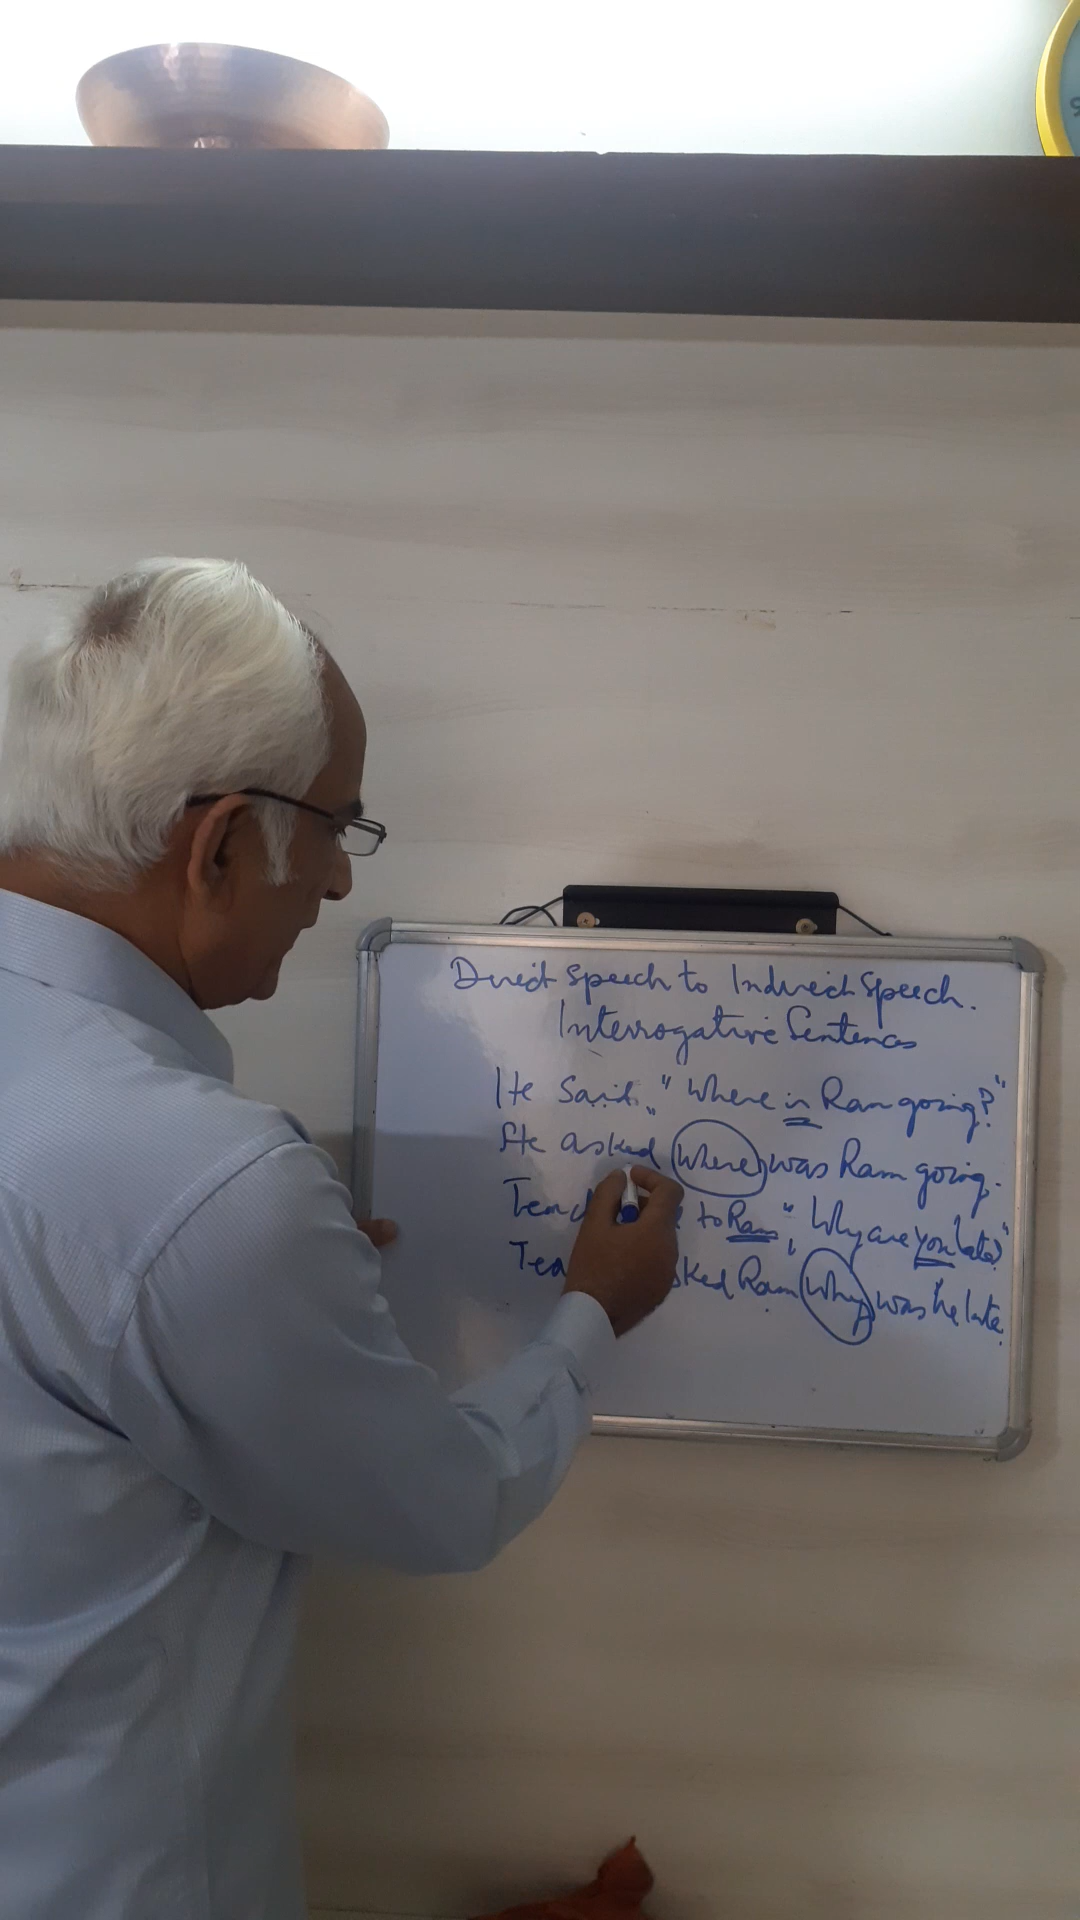 Direct Speech to Indirect Speech.
Interrogative Sentences
He Said, "Where is Ram going?"
He asked where was Ram going.
to Ram, "Why are you late?"
Ram why was he late.